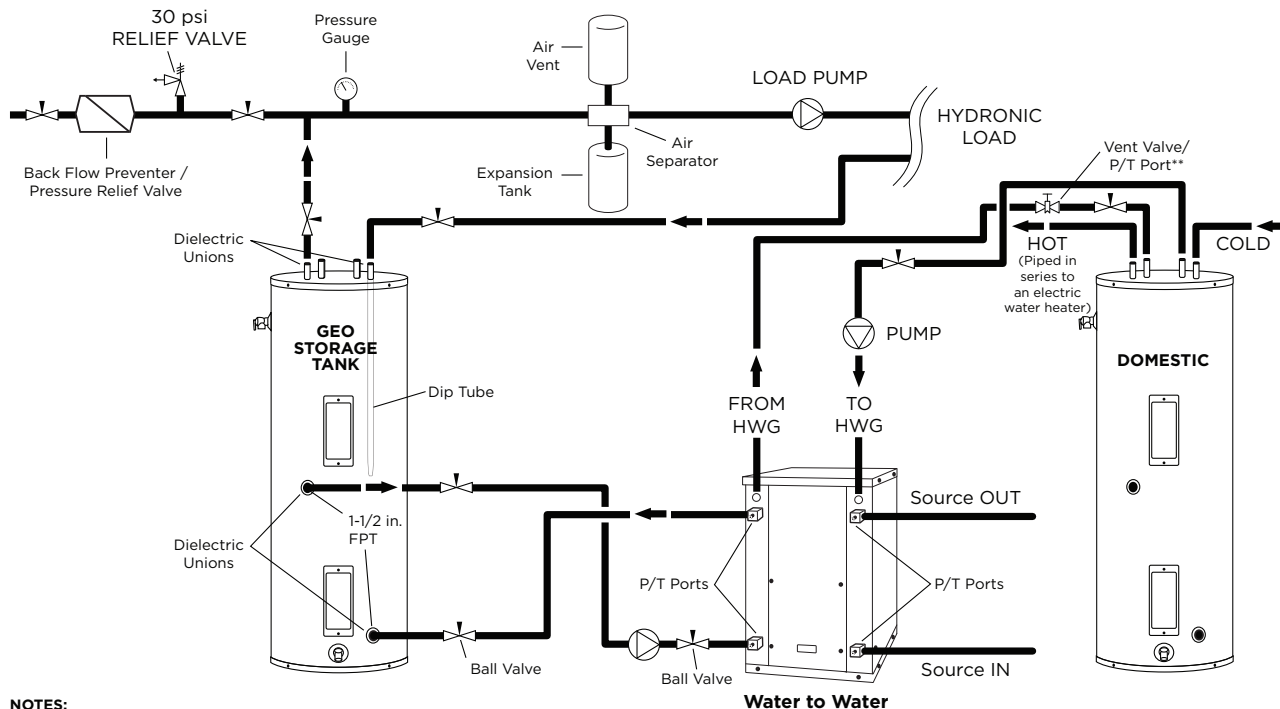 30 psi
RELIEF VALVE
Pressure
Gauge
Air
Vent
LOAD PUMP
HYDRONIC
LOAD
Back Flow Preventer /
Pressure Relief Valve
Expansion
Tank
Air
Separator
Vent Valve/
P/T Port**
Dielectric
Unions
HOT
(Piped in
series to
an electric
water heater)
COLD
GEO
STORAGE
TANK
PUMP
DOMESTIC
Dip Tube
FROM
HWG
TO
HWG
1-1/2 in.
FPT
Dielectric
Unions
Source OUT
P/T Ports
P/T Ports
Ball Valve
Ball Valve
Source IN
Water to Water
NOTES: